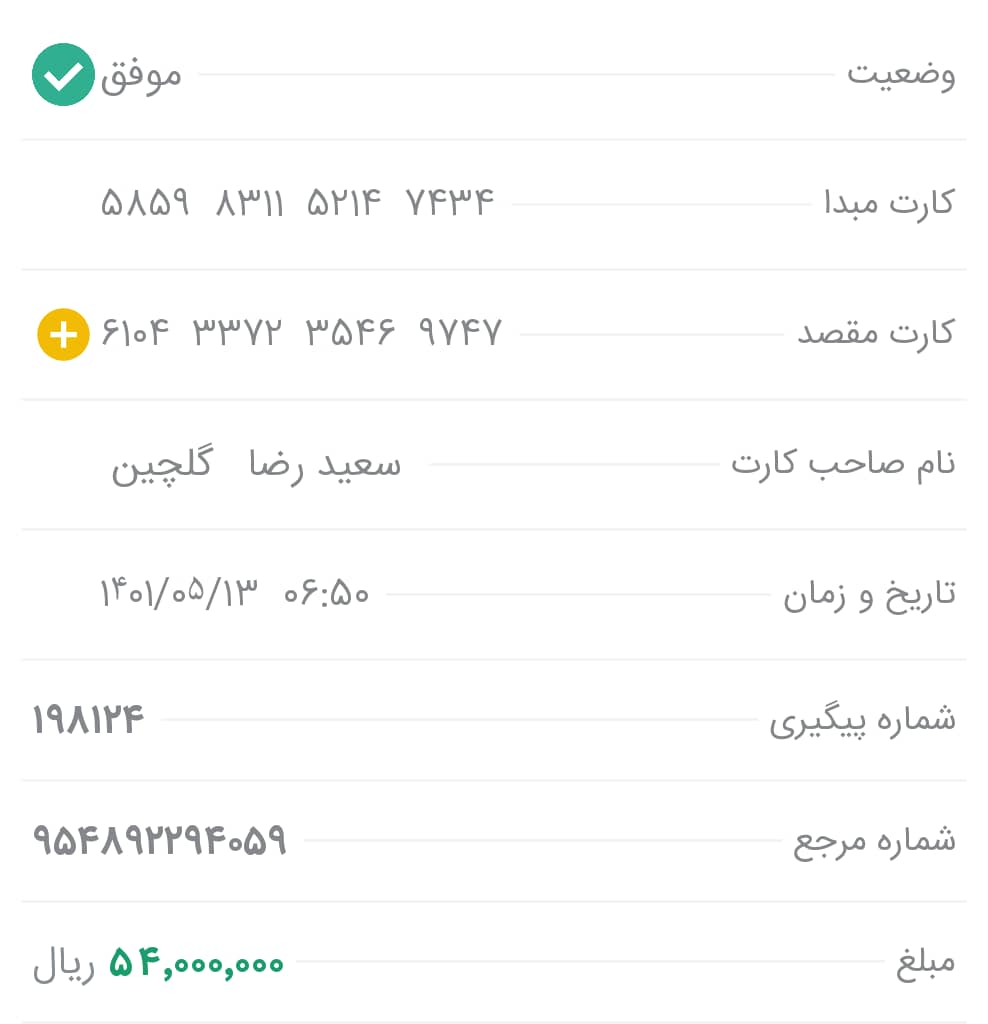 وضعیت موفق
کارت مبدا ۵۸۵۹ ۸۳۱۱ ۵۲۱۴ ۷۴۳۴
کارت مقصد ۶۱۰۴ ۳۳۷۲ ۳۵۴۶ ۹۷۴۷
نام صاحب کارت سعید رضا گلچین
تاریخ و زمان ۱۴۰۱/۰۵/۱۳ ۰۶:۵۰
شماره پیگیری ۱۹۸۱۲۴
شماره مرجع ۹۵۴۸۹۲۲۹۴۰۵۹
مبلغ ۵۴,۰۰۰,۰۰۰ ریال